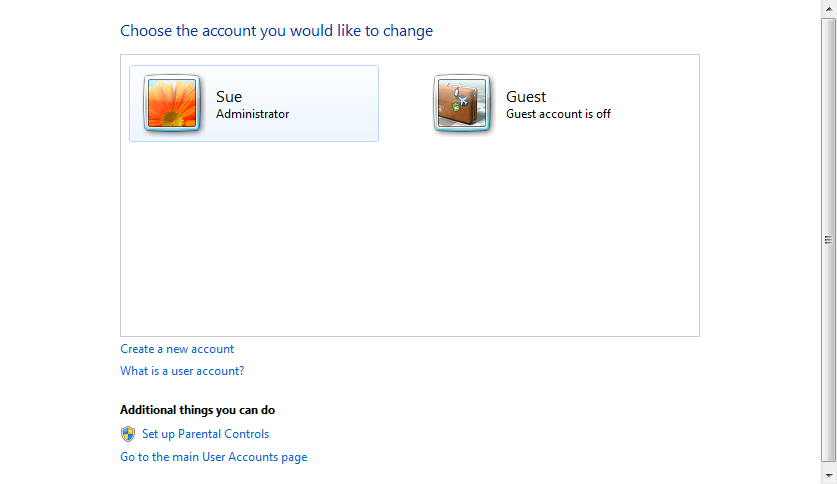 Choose the account you would like to change
Sue
Administrator
Guest
Guest account is off
Create a new account
What is a user account?
Additional things you can do
Set up Parental Controls
Go to the main User Accounts page